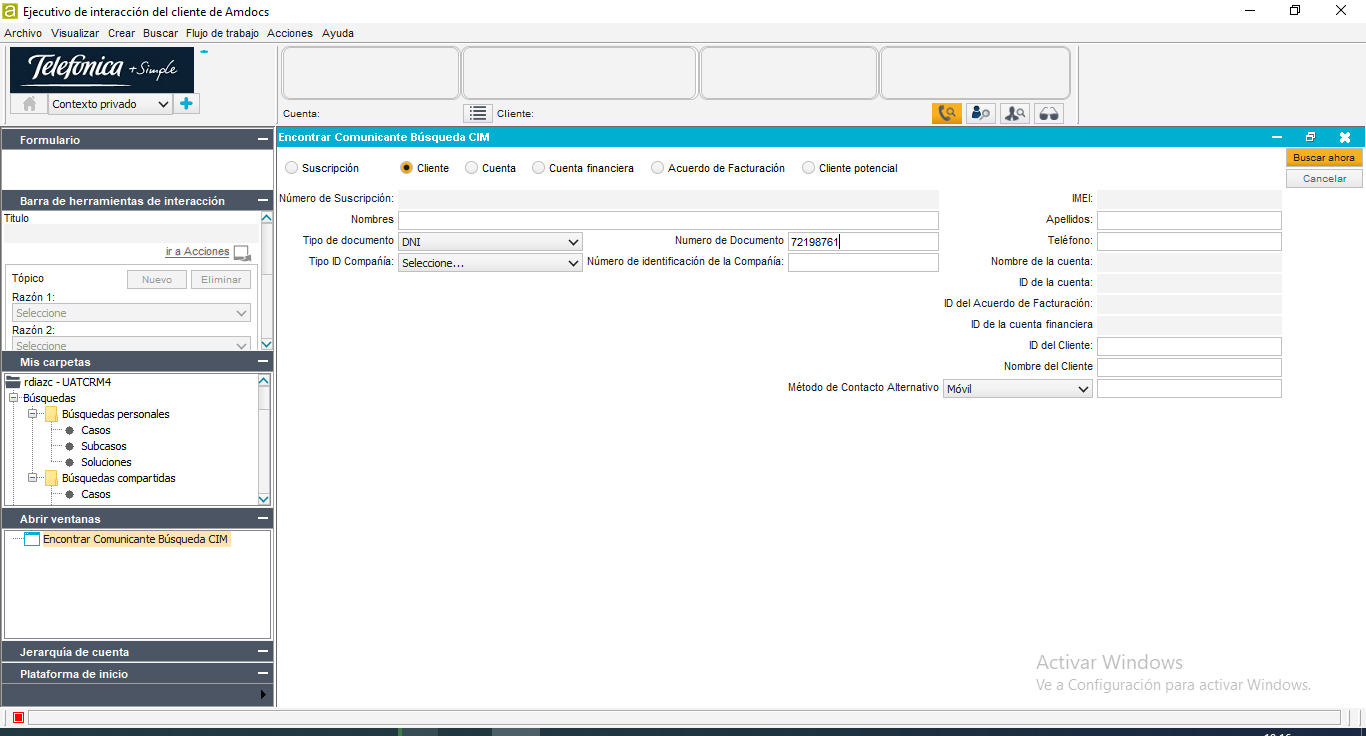 Ejecutivo de interacción del cliente de Amdocs
Archivo Visualizar Crear Buscar Flujo de trabajo Acciones Ayuda
Telefónica +Simple
Contexto privado
Cuenta:
Cliente:
Formulario
Barra de herramientas de interacción
Titulo
ir a Acciones
Tópico
Nuevo
Eliminar
Razón 1:
Seleccione
Razón 2:
Seleccione
Mis carpetas
rdiazc - UATCRM4
Búsquedas
Búsquedas personales
Casos
Subcasos
Soluciones
Búsquedas compartidas
Casos
Abrir ventanas
Encontrar Comunicante Búsqueda CIM
Jerarquía de cuenta
Plataforma de inicio
Encontrar Comunicante Búsqueda CIM
Suscripción Cliente Cuenta Cuenta financiera Acuerdo de Facturación Cliente potencial
Buscar ahora
Cancelar
Número de Suscripción:
IMEI:
Nombres
Apellidos:
Tipo de documento DNI
Numero de Documento 72198761
Teléfono:
Tipo ID Compañía: Seleccione...
Número de identificación de la Compañía:
Nombre de la cuenta:
ID de la cuenta:
ID del Acuerdo de Facturación:
ID de la cuenta financiera
ID del Cliente:
Nombre del Cliente
Método de Contacto Alternativo Móvil
Activar Windows
Ve a Configuración para activar Windows.